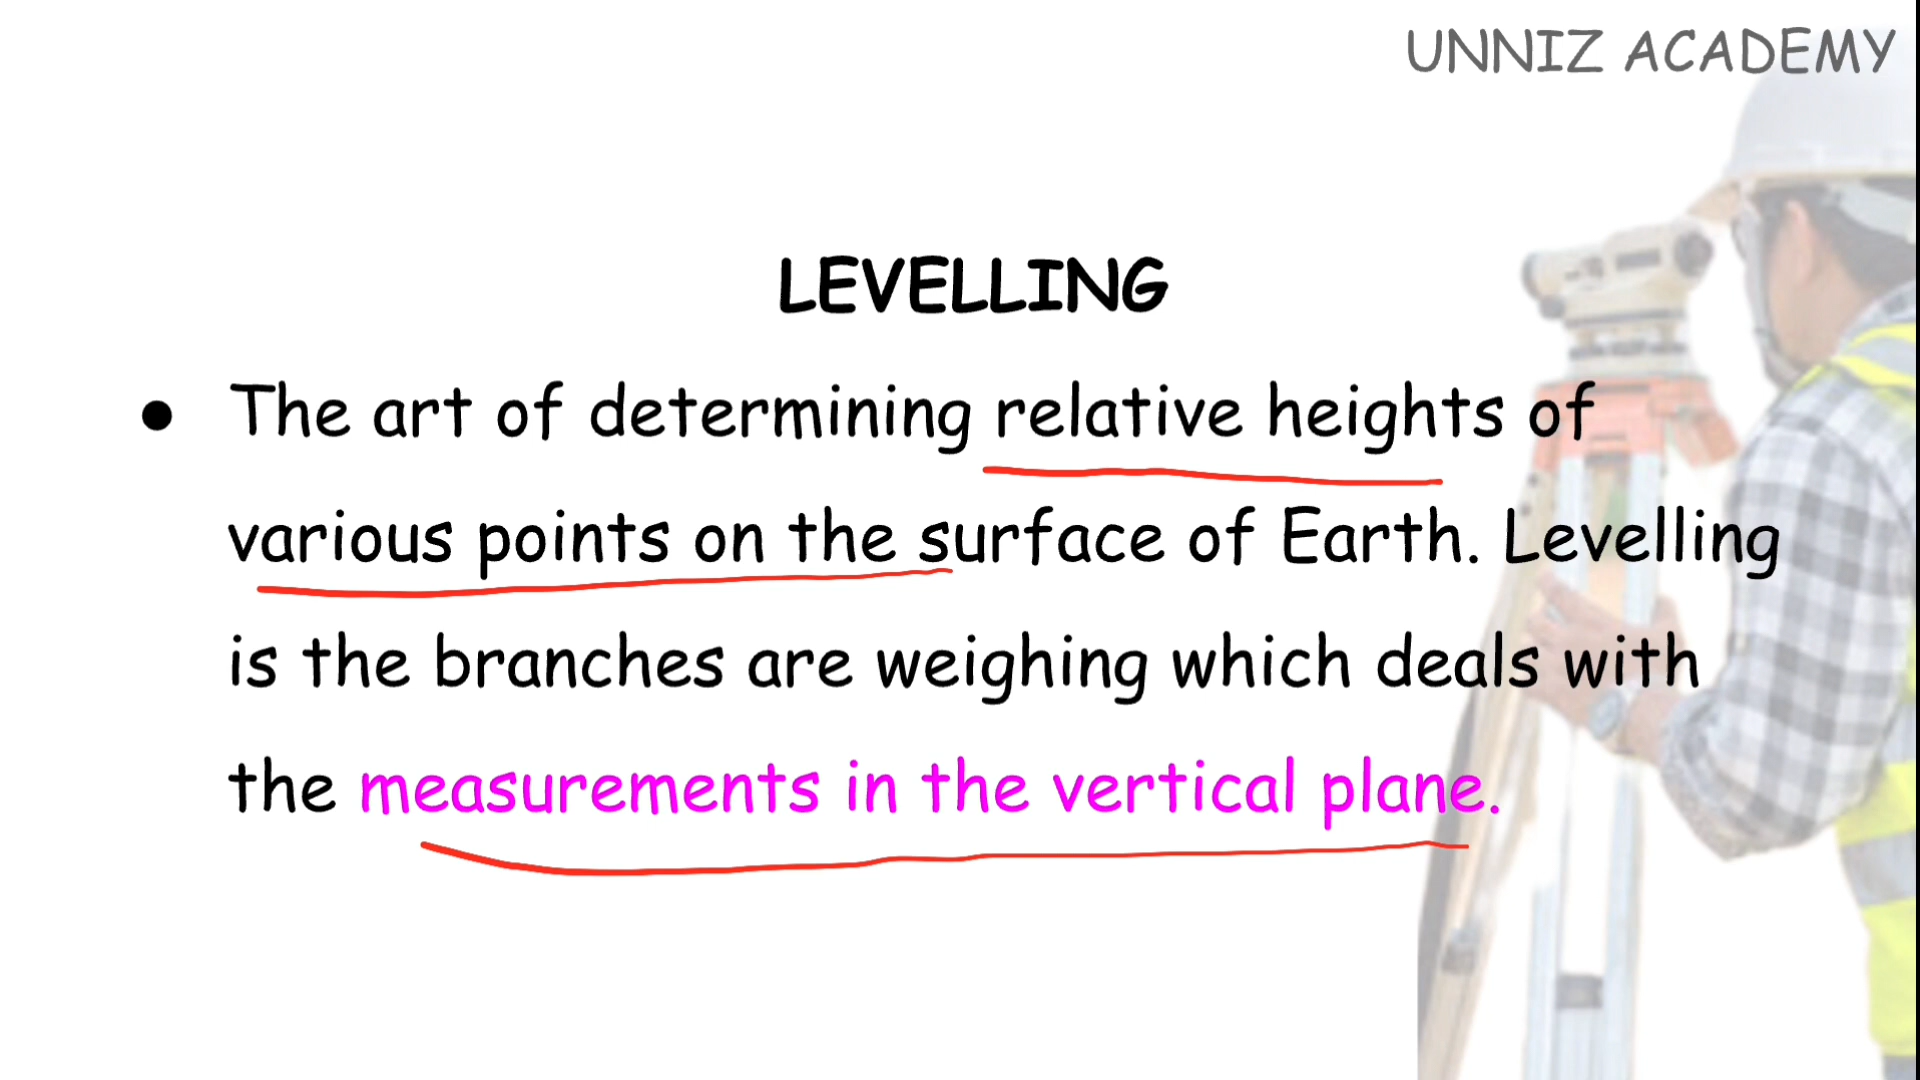 UNNIZ ACADEMY
LEVELLING
● The art of determining relative heights of
various points on the surface of Earth. Levelling
is the branches are weighing which deals with
the measurements in the vertical plane.